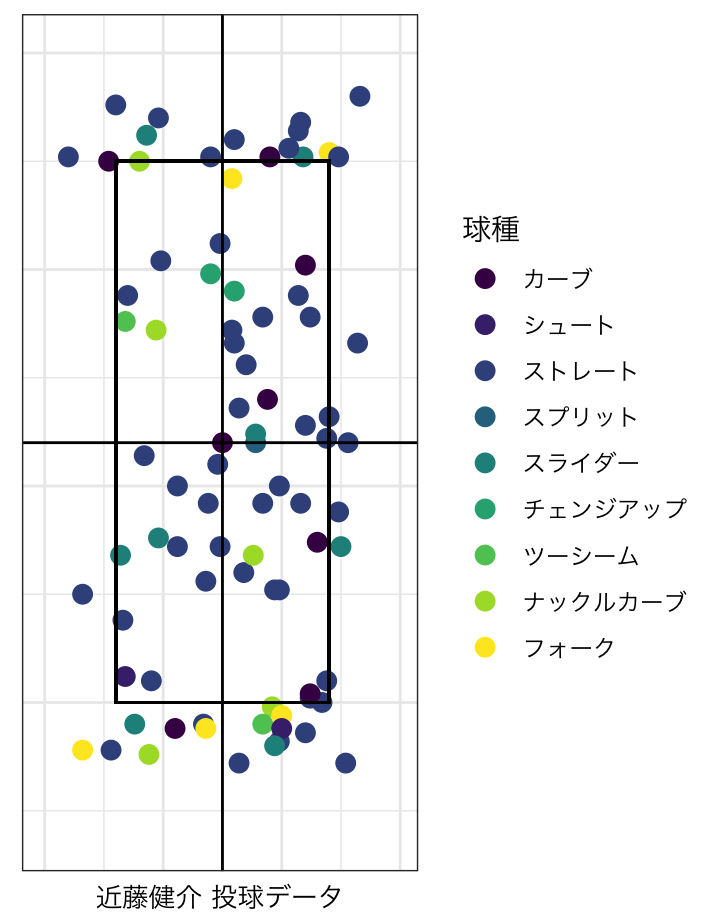 球種
カーブ
シュート
ストレート
スプリット
スライダー
チェンジアップ
ツーシーム
ナックルカーブ
フォーク
近藤健介 投球データ